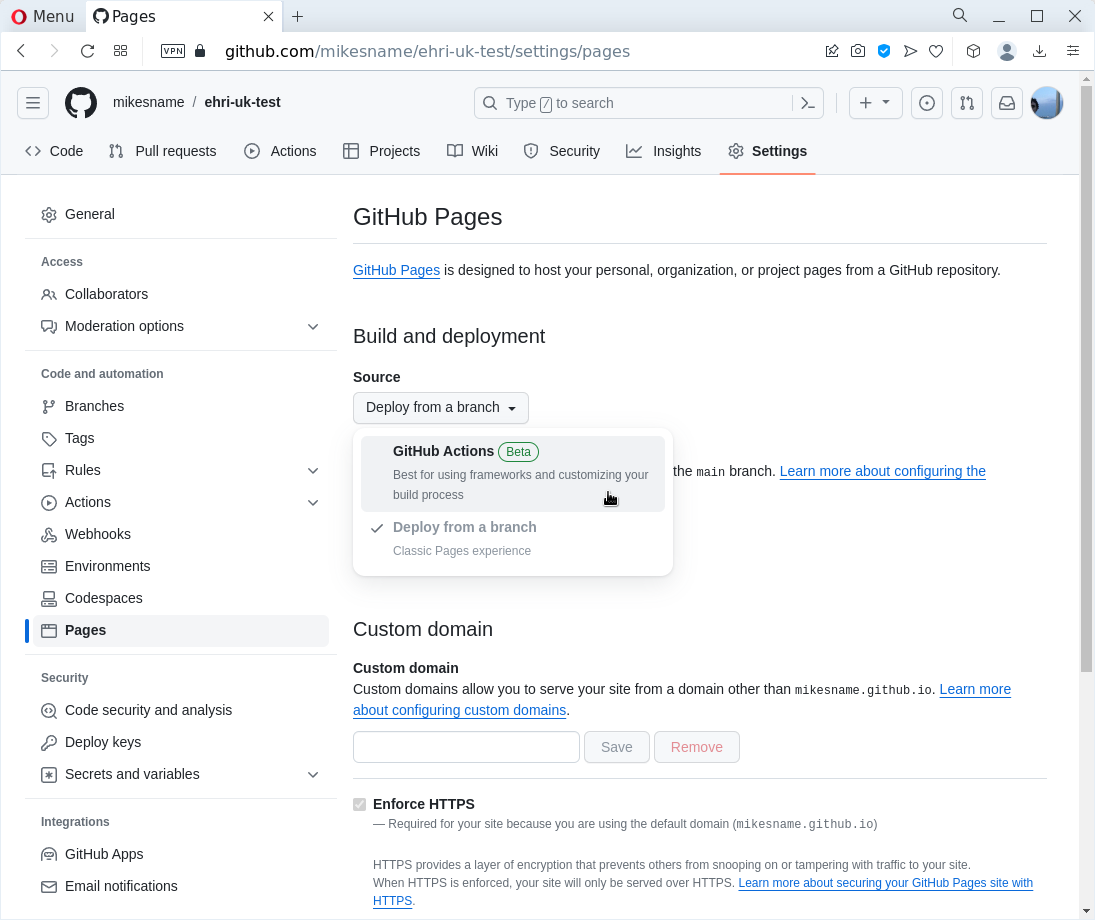 Menu
Pages
VPN
github.com/mikesname/ehri-uk-test/settings/pages
mikesname / ehri-uk-test
Type / to search
Code
Pull requests
Actions
Projects
Wiki
Security
Insights
Settings
General
Access
Collaborators
Moderation options
Code and automation
Branches
Tags
Rules
Actions
Webhooks
Environments
Codespaces
Pages
Security
Code security and analysis
Deploy keys
Secrets and variables
Integrations
GitHub Apps
Email notifications
GitHub Pages
GitHub Pages is designed to host your personal, organization, or project pages from a GitHub repository.
Build and deployment
Source
Deploy from a branch
GitHub Actions Beta
Best for using frameworks and customizing your
build process
the main branch. Learn more about configuring the
Deploy from a branch
Classic Pages experience
Custom domain
Custom domain
Custom domains allow you to serve your site from a domain other than mikesname.github.io. Learn more
about configuring custom domains.
Save
Remove
Enforce HTTPS
— Required for your site because you are using the default domain (mikesname.github.io)
HTTPS provides a layer of encryption that prevents others from snooping on or tampering with traffic to your site.
When HTTPS is enforced, your site will only be served over HTTPS. Learn more about securing your GitHub Pages site with
HTTPS.